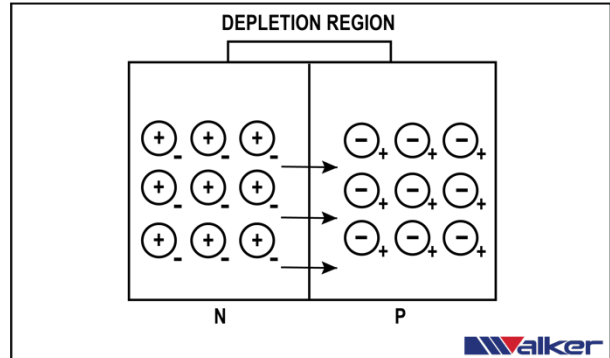 DEPLETION REGION
+ - + - + - - + - + - +
+ - + - + - - + - + - +
+ - + - + - - + - + - +
N P
Walker